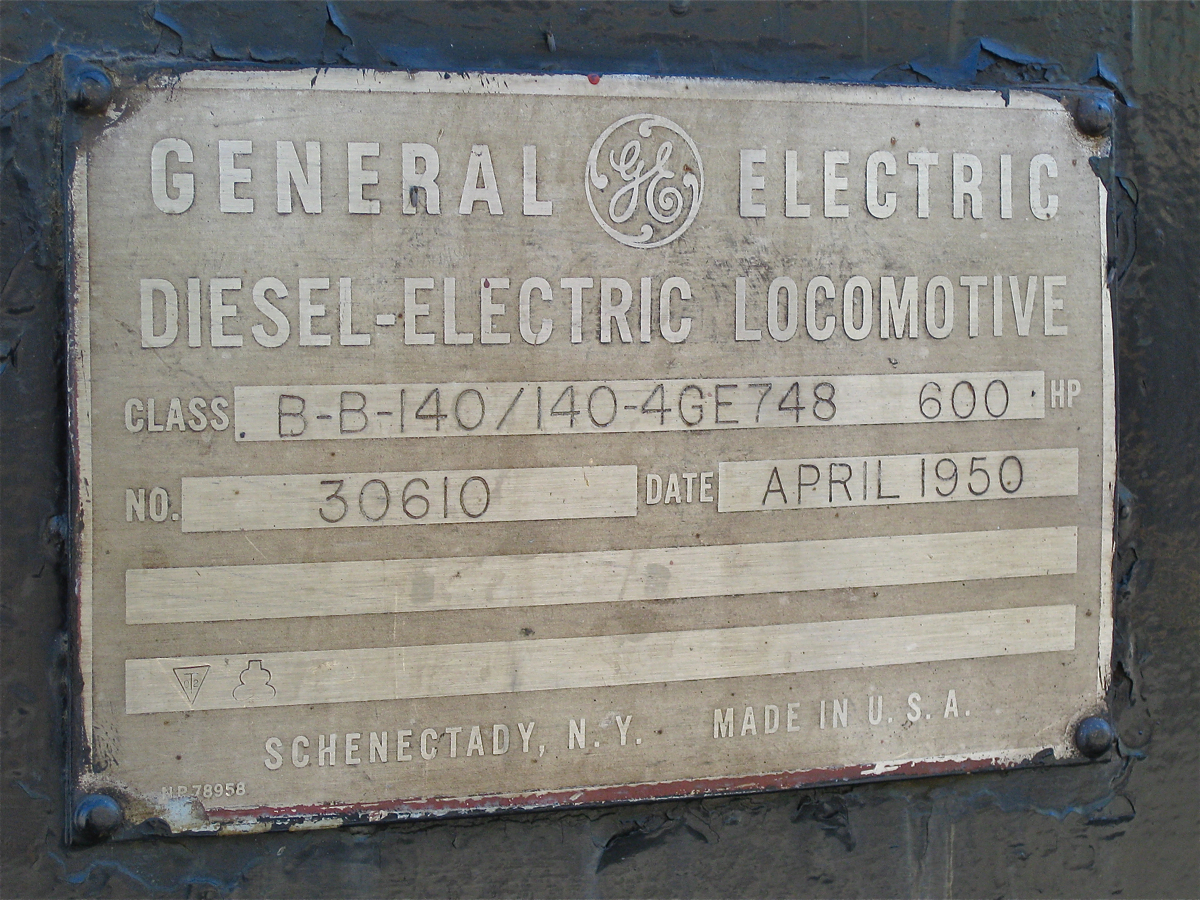 GENERAL GE ELECTRIC
DIESEL-ELECTRIC LOCOMOTIVE
CLASS B-B-140/140-4GE748 600 HP
NO. 30610 DATE APRIL 1950
SCHENECTADY, N. Y. MADE IN U. S. A.
N.P. 78958